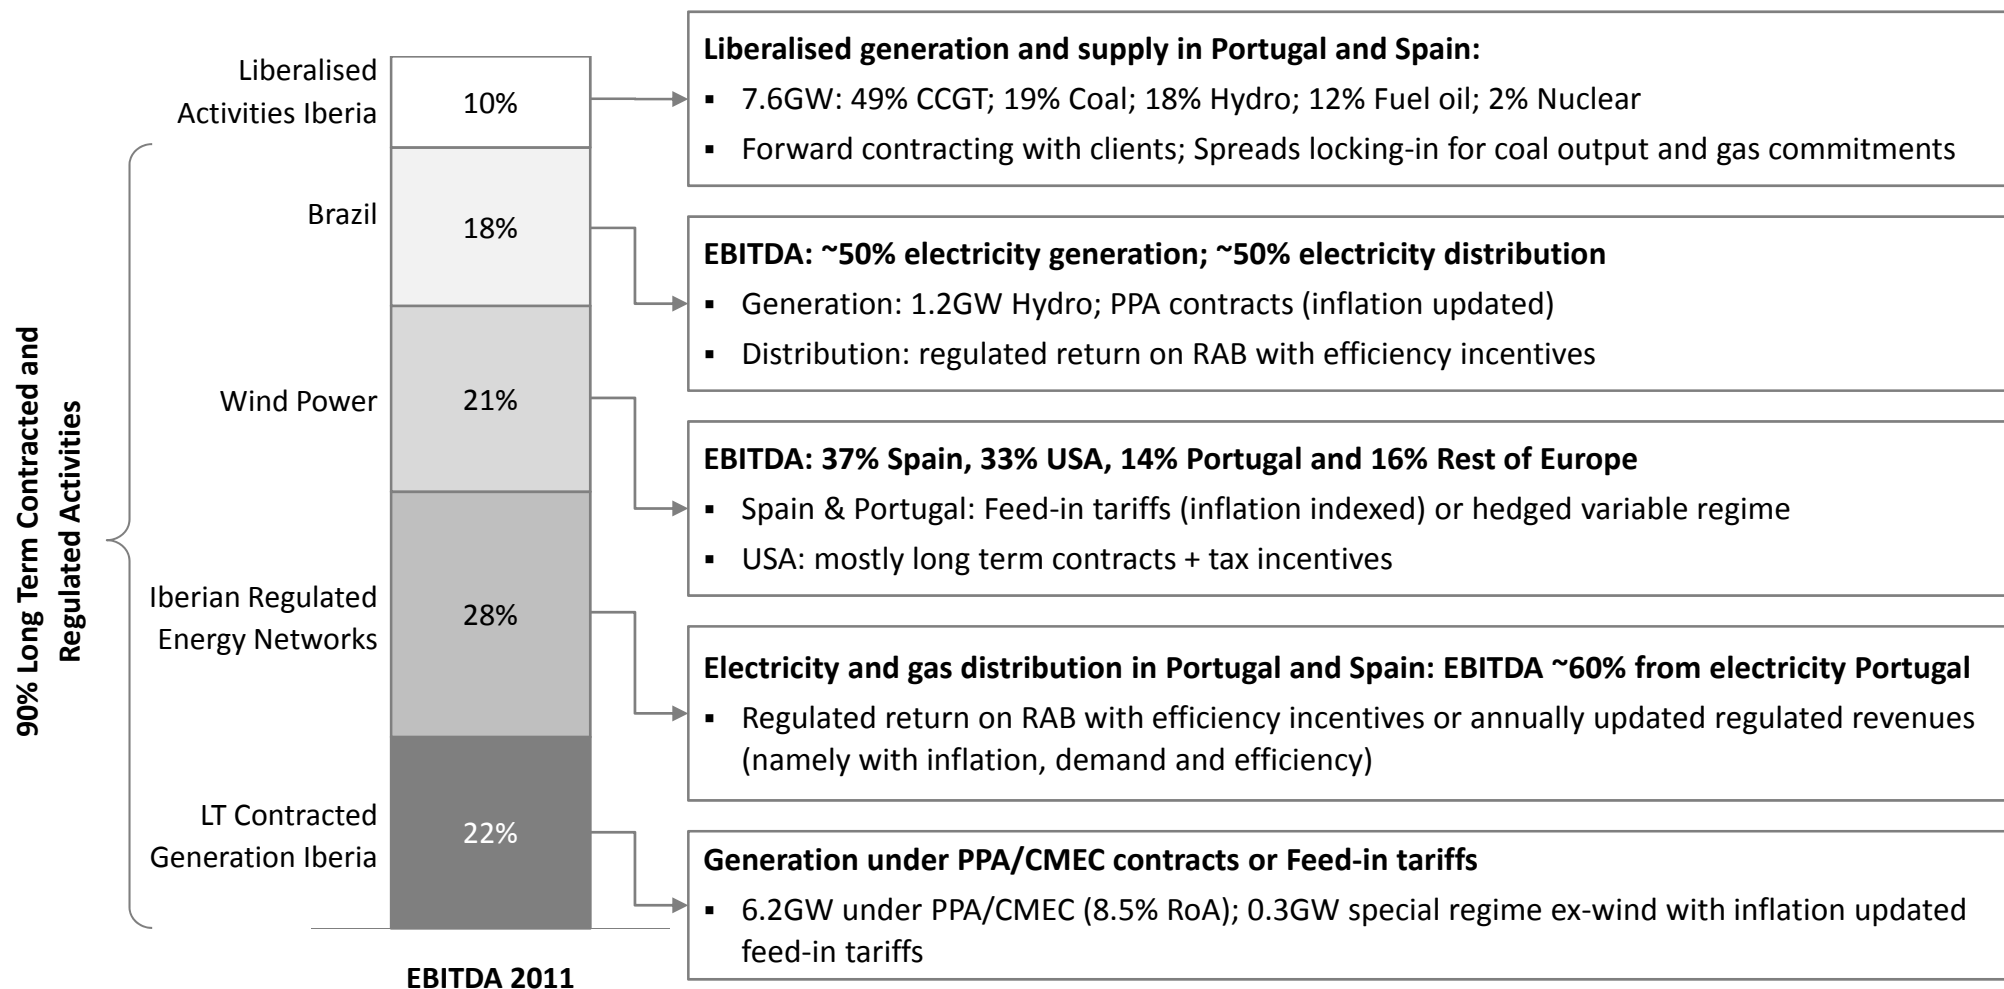 Liberalised
Activities Iberia
10%
Liberalised generation and supply in Portugal and Spain:
▪ 7.6GW: 49% CCGT; 19% Coal; 18% Hydro; 12% Fuel oil; 2% Nuclear
▪ Forward contracting with clients; Spreads locking-in for coal output and gas commitments
90% Long Term Contracted and
Regulated Activities
Brazil
18%
EBITDA: ~50% electricity generation; ~50% electricity distribution
▪ Generation: 1.2GW Hydro; PPA contracts (inflation updated)
▪ Distribution: regulated return on RAB with efficiency incentives
Wind Power
21%
EBITDA: 37% Spain, 33% USA, 14% Portugal and 16% Rest of Europe
▪ Spain & Portugal: Feed-in tariffs (inflation indexed) or hedged variable regime
▪ USA: mostly long term contracts + tax incentives
Iberian Regulated
Energy Networks
28%
Electricity and gas distribution in Portugal and Spain: EBITDA ~60% from electricity Portugal
▪ Regulated return on RAB with efficiency incentives or annually updated regulated revenues
(namely with inflation, demand and efficiency)
LT Contracted
Generation Iberia
22%
Generation under PPA/CMEC contracts or Feed-in tariffs
▪ 6.2GW under PPA/CMEC (8.5% RoA); 0.3GW special regime ex-wind with inflation updated
feed-in tariffs
EBITDA 2011